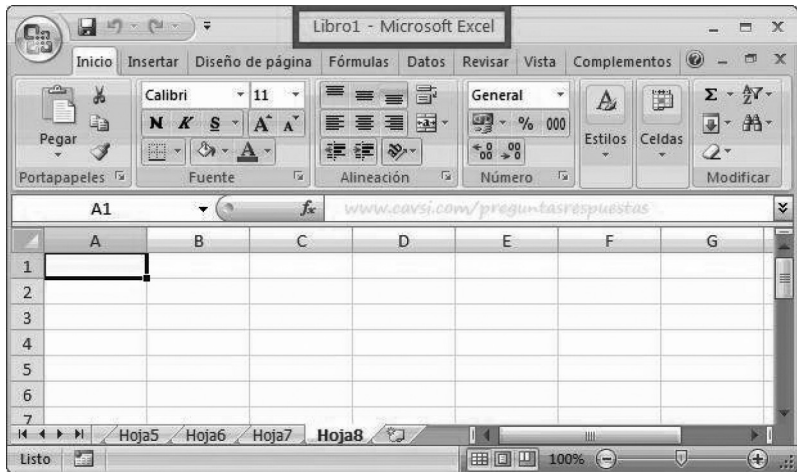 Libro1 - Microsoft Excel
Inicio Insertar Diseño de página Fórmulas Datos Revisar Vista Complementos
Pegar
Portapapeles
Calibri 11
N K S A A
A
Fuente
Alineación
General
% 000
Número
Estilos
Celdas
Σ
Modificar
A1 fx www.cavsi.com/preguntasrespuestas
A B C D E F G
1
2
3
4
5
6
7
Hoja5 Hoja6 Hoja7 Hoja8
Listo 100%